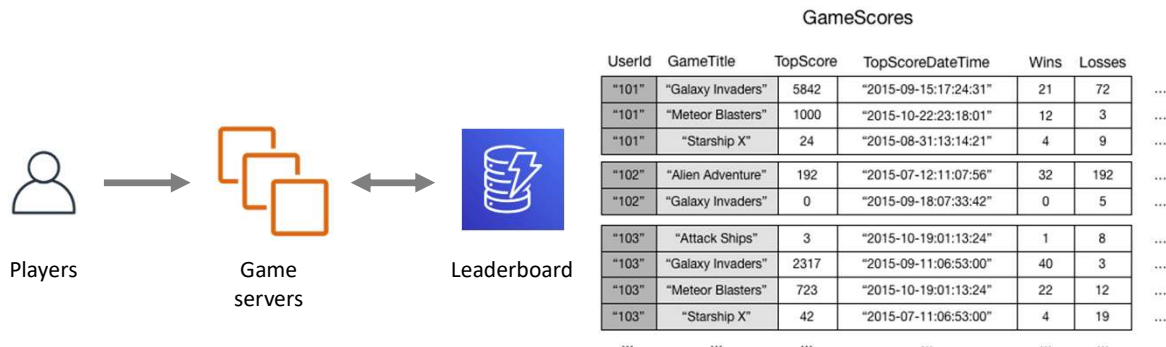 Players
Game
servers
Leaderboard
GameScores
UserId GameTitle TopScore TopScoreDateTime Wins Losses
“101” “Galaxy Invaders” 5842 “2015-09-15:17:24:31” 21 72 ...
“101” “Meteor Blasters” 1000 “2015-10-22:23:18:01” 12 3 ...
“101” “Starship X” 24 “2015-08-31:13:14:21” 4 9 ...
“102” “Alien Adventure” 192 “2015-07-12:11:07:56” 32 192 ...
“102” “Galaxy Invaders” 0 “2015-09-18:07:33:42” 0 5 ...
“103” “Attack Ships” 3 “2015-10-19:01:13:24” 1 8 ...
“103” “Galaxy Invaders” 2317 “2015-09-11:06:53:00” 40 3 ...
“103” “Meteor Blasters” 723 “2015-10-19:01:13:24” 22 12 ...
“103” “Starship X” 42 “2015-07-11:06:53:00” 4 19 ...
... ... ... ... ... ...